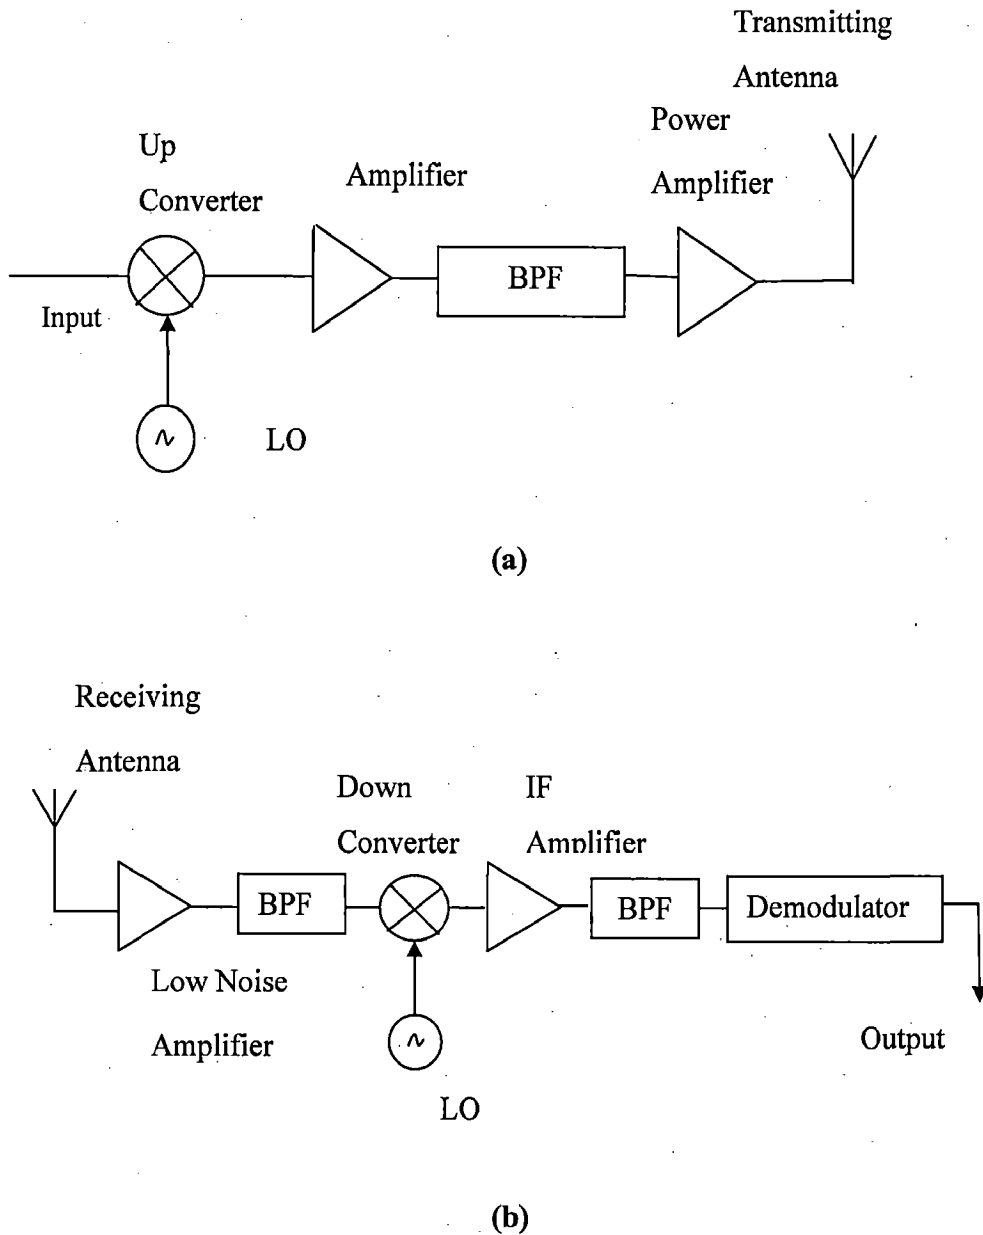 Transmitting
Antenna
Power
Amplifier
Up
Converter
Amplifier
BPF
Input
LO
(a)
Receiving
Antenna
Down
Converter
IF
Amplifier
BPF
BPF
Demodulator
Low Noise
Amplifier
Output
LO
(b)